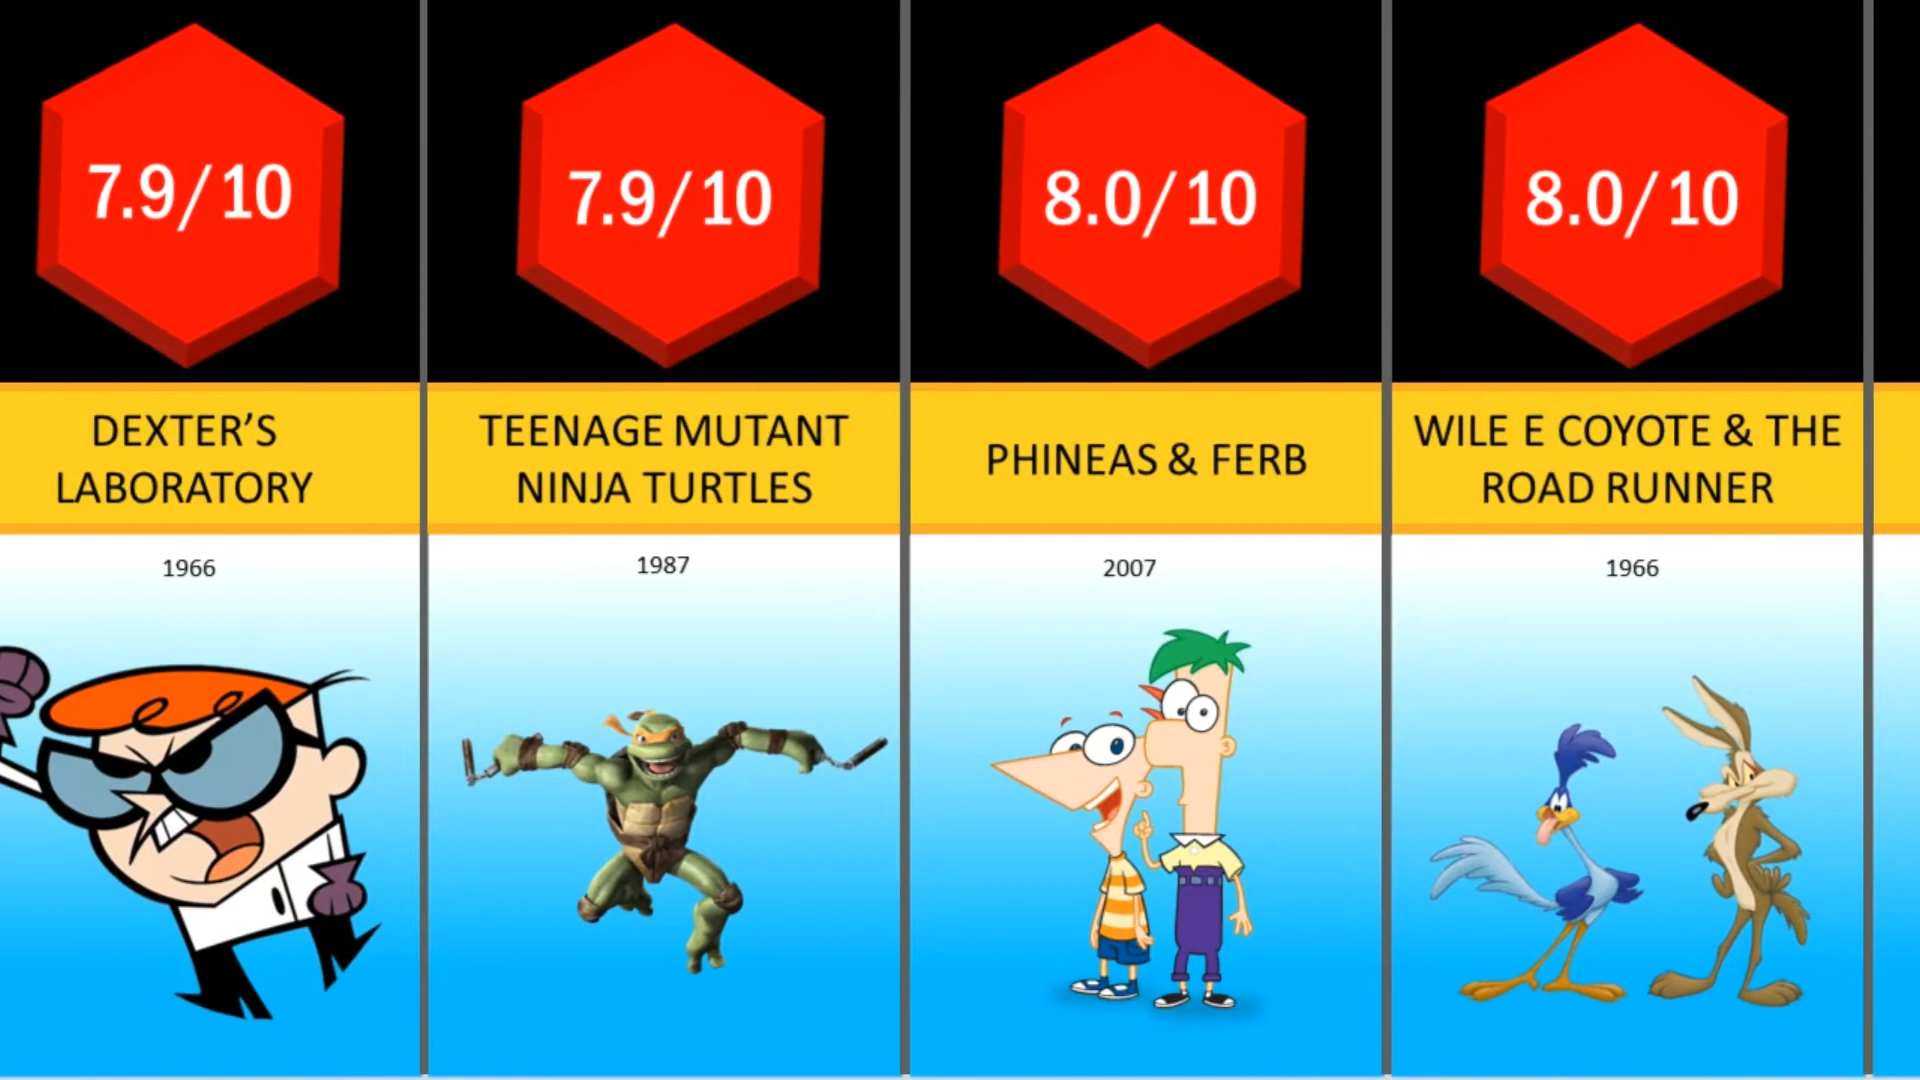 7.9/10
DEXTER'S
LABORATORY
1966
7.9/10
TEENAGE MUTANT
NINJA TURTLES
1987
8.0/10
PHINEAS & FERB
2007
8.0/10
WILE E COYOTE & THE
ROAD RUNNER
1966